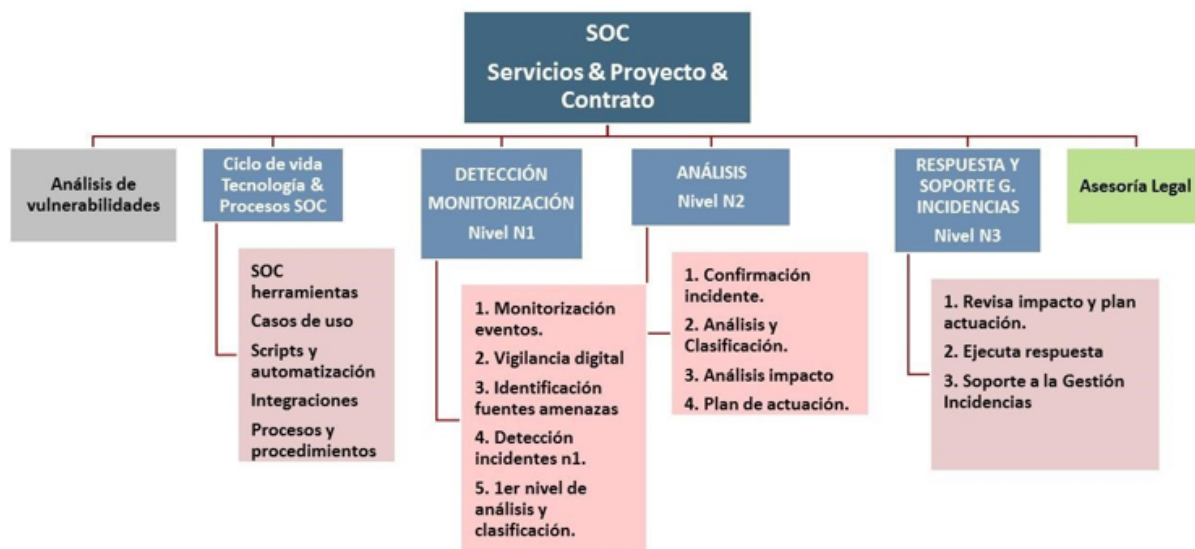 SOC
Servicios & Proyecto &
Contrato
Análisis de
vulnerabilidades
Ciclo de vida
Tecnología &
Procesos SOC
SOC
herramientas
Casos de uso
Scripts y
automatización
Integraciones
Procesos y
procedimientos
DETECCIÓN
MONITORIZACIÓN
Nivel N1
1. Monitorización
eventos.
2. Vigilancia digital
3. Identificación
fuentes amenazas
4. Detección
incidentes n1.
5. 1er nivel de
análisis y
clasificación.
ANÁLISIS
Nivel N2
1. Confirmación
incidente.
2. Análisis y
Clasificación.
3. Análisis impacto
4. Plan de actuación.
RESPUESTA Y
SOPORTE G.
INCIDENCIAS
Nivel N3
1. Revisa impacto y plan
actuación.
2. Ejecuta respuesta
3. Soporte a la Gestión
Incidencias
Asesoría Legal